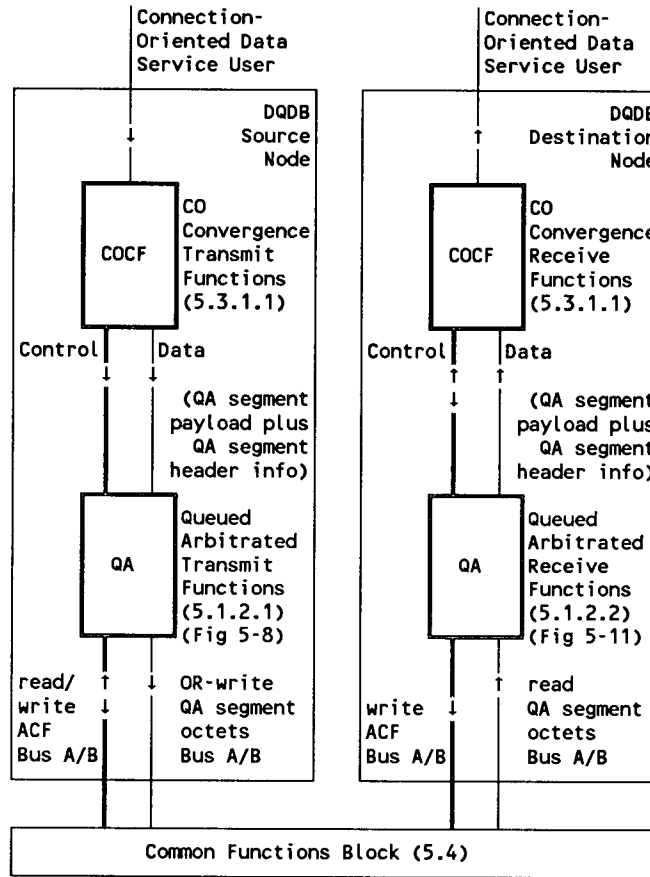 Connection-
Oriented Data
Service User
DQDB
Source
Node
↓
COCF
CO
Convergence
Transmit
Functions
(5.3.1.1)
Control Data
↓ ↓
(QA segment
payload plus
QA segment
header info)
QA
Queued
Arbitrated
Transmit
Functions
(5.1.2.1)
(Fig 5-8)
read/ ↑ ↓ OR-write
write ↓ QA segment
ACF octets
Bus A/B Bus A/B
Connection-
Oriented Data
Service User
DQDB
Destination
Node
↑
COCF
CO
Convergence
Receive
Functions
(5.3.1.1)
Control Data
↑ ↑
↓
(QA segment
payload plus
QA segment
header info)
QA
Queued
Arbitrated
Receive
Functions
(5.1.2.2)
(Fig 5-11)
↑ read
write ↓ QA segment
ACF octets
Bus A/B Bus A/B
Common Functions Block (5.4)